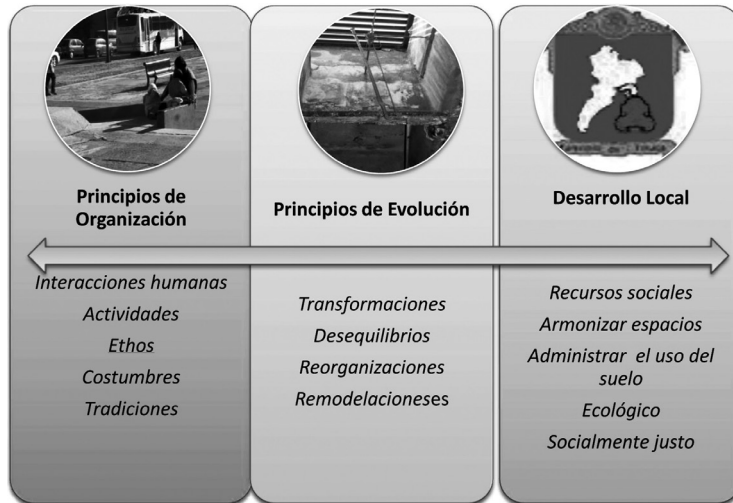 Principios de
Organización
Interacciones humanas
Actividades
Ethos
Costumbres
Tradiciones
Principios de Evolución
Transformaciones
Desequilibrios
Reorganizaciones
Remodelacioneses
Desarrollo Local
Recursos sociales
Armonizar espacios
Administrar el uso del
suelo
Ecológico
Socialmente justo